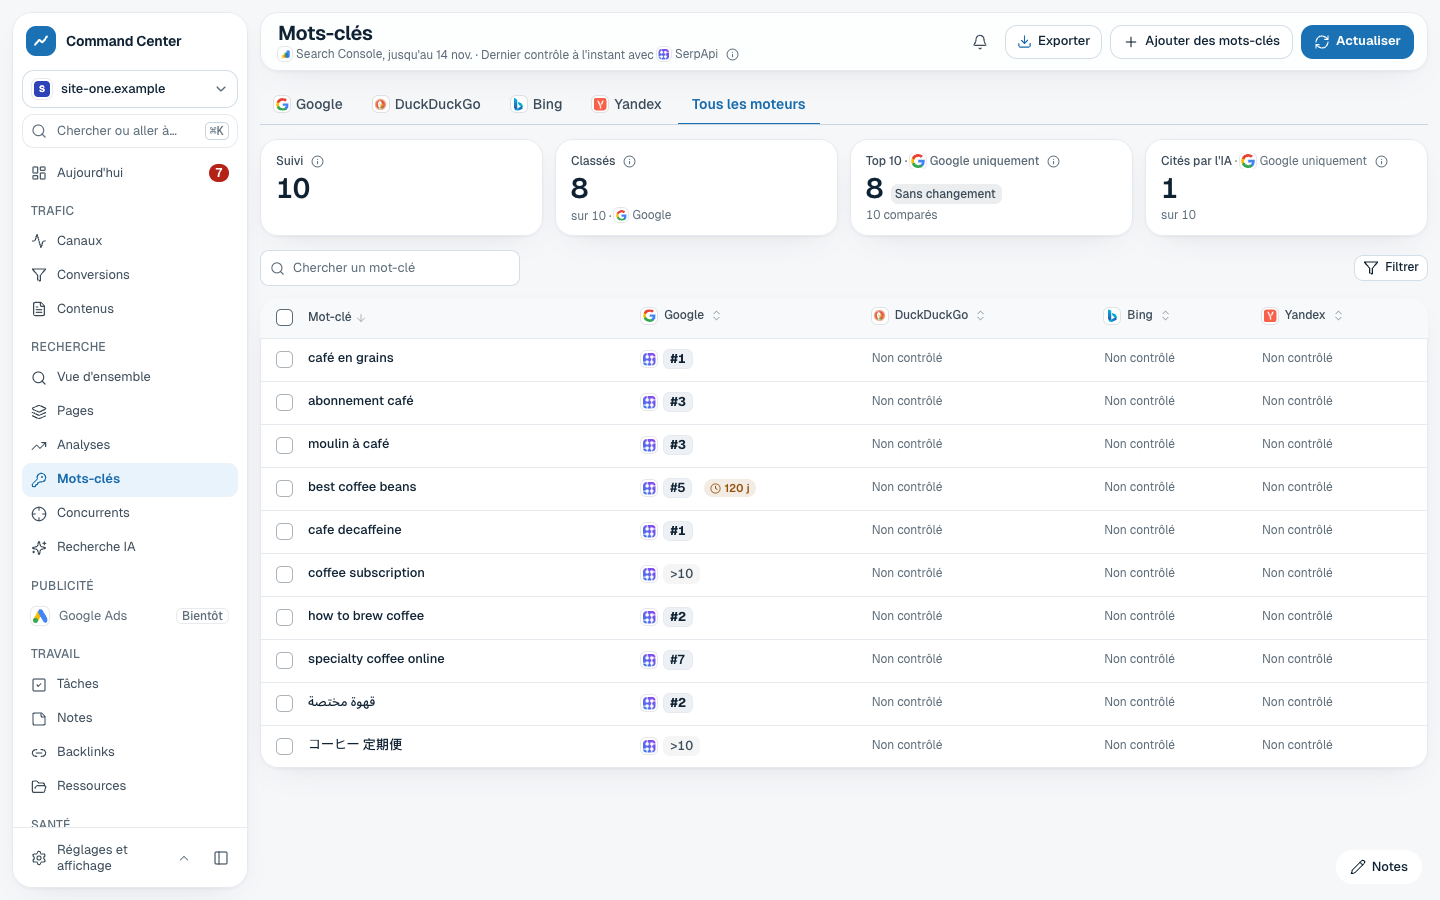 Command Center
S site-one.example
Chercher ou aller à... ⌘K
Aujourd'hui 7
TRAFIC
Canaux
Conversions
Contenus
RECHERCHE
Vue d'ensemble
Pages
Analyses
Mots-clés
Concurrents
Recherche IA
PUBLICITÉ
Google Ads Bientôt
TRAVAIL
Tâches
Notes
Backlinks
Ressources
SANTÉ
Réglages et
affichage
Mots-clés
Search Console, jusqu'au 14 nov. · Dernier contrôle à l'instant avec SerpApi
Exporter
Ajouter des mots-clés
Actualiser
Google DuckDuckGo Bing Yandex Tous les moteurs
Suivi
10
Classés
8
sur 10 · Google
Top 10 · Google uniquement
8 Sans changement
10 comparés
Cités par l'IA · Google uniquement
1
sur 10
Chercher un mot-clé
Filtrer
Mot-clé Google DuckDuckGo Bing Yandex
café en grains #1 Non contrôlé Non contrôlé Non contrôlé
abonnement café #3 Non contrôlé Non contrôlé Non contrôlé
moulin à café #3 Non contrôlé Non contrôlé Non contrôlé
best coffee beans #5 120 j Non contrôlé Non contrôlé Non contrôlé
cafe decaffeine #1 Non contrôlé Non contrôlé Non contrôlé
coffee subscription >10 Non contrôlé Non contrôlé Non contrôlé
how to brew coffee #2 Non contrôlé Non contrôlé Non contrôlé
specialty coffee online #7 Non contrôlé Non contrôlé Non contrôlé
قهوة مختصة #2 Non contrôlé Non contrôlé Non contrôlé
コーヒー 定期便 >10 Non contrôlé Non contrôlé Non contrôlé
Notes